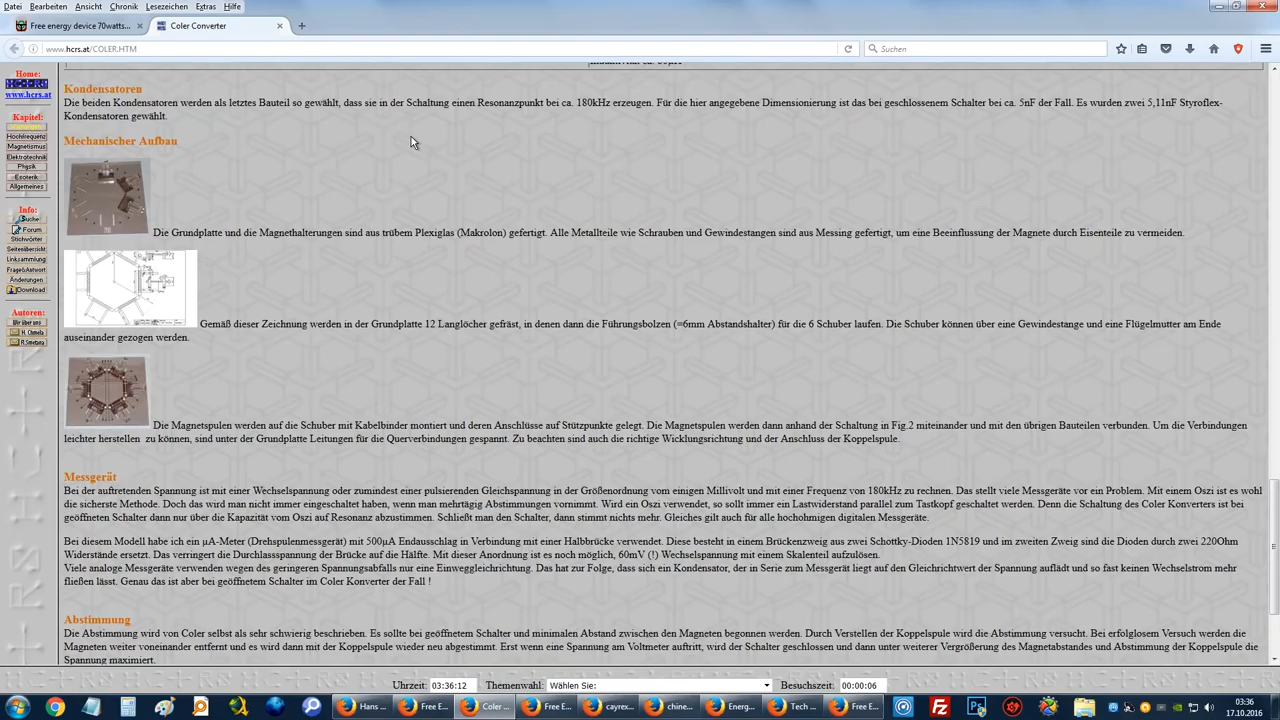 Datei Bearbeiten Ansicht Chronik Lesezeichen Extras Hilfe
Free energy device 70watts... Coler Converter
www.hcrs.at/COLER.HTM Suchen
Home:
www.hcrs.at
Kapitel:
Hochfrequenz
Magnetismus
Elektrotechnik
Physik
Esoterik
Allgemeines
Info:
Suche
Forum
Stichwörter
Seitenübersicht
Linksammlung
Frage&Antwort
Änderungen
Download
Autoren:
Wir über uns
H. Chmela
R.Smetana
Kondensatoren
Die beiden Kondensatoren werden als letztes Bauteil so gewählt, dass sie in der Schaltung einen Resonanzpunkt bei ca. 180kHz erzeugen. Für die hier angegebene Dimensionierung ist das bei geschlossenem Schalter bei ca. 5nF der Fall. Es wurden zwei 5,11nF Styroflex-
Kondensatoren gewählt.
Mechanischer Aufbau
Die Grundplatte und die Magnethalterungen sind aus trübem Plexiglas (Makrolon) gefertigt. Alle Metallteile wie Schrauben und Gewindestangen sind aus Messing gefertigt, um eine Beeinflussung der Magnete durch Eisenteile zu vermeiden.
Gemäß dieser Zeichnung werden in der Grundplatte 12 Langlöcher gefräst, in denen dann die Führungsbolzen (=6mm Abstandshalter) für die 6 Schuber laufen. Die Schuber können über eine Gewindestange und eine Flügelmutter am Ende
auseinander gezogen werden.
Die Magnetspulen werden auf die Schuber mit Kabelbinder montiert und deren Anschlüsse auf Stützpunkte gelegt. Die Magnetspulen werden dann anhand der Schaltung in Fig.2 miteinander und mit den übrigen Bauteilen verbunden. Um die Verbindungen
leichter herstellen zu können, sind unter der Grundplatte Leitungen für die Querverbindungen gespannt. Zu beachten sind auch die richtige Wicklungsrichtung und der Anschluss der Koppelspule.
Messgerät
Bei der auftretenden Spannung ist mit einer Wechselspannung oder zumindest einer pulsierenden Gleichspannung in der Größenordnung vom einigen Millivolt und mit einer Frequenz von 180kHz zu rechnen. Das stellt viele Messgeräte vor ein Problem. Mit einem Oszi ist es wohl
die sicherste Methode. Doch das wird man nicht immer eingeschaltet haben, wenn man mehrtägig Abstimmungen vornimmt. Wird ein Oszi verwendet, so sollt immer ein Lastwiderstand parallel zum Tastkopf geschaltet werden. Denn die Schaltung des Coler Konverters ist bei
geöffneten Schalter dann nur über die Kapazität vom Oszi auf Resonanz abzustimmen. Schließt man den Schalter, dann stimmt nichts mehr. Gleiches gilt auch für alle hochohmigen digitalen Messgeräte.
Bei diesem Modell habe ich ein µA-Meter (Drehspulenmessgerät) mit 500µA Endausschlag in Verbindung mit einer Halbbrücke verwendet. Diese besteht in einem Brückenzweig aus zwei Schottky-Dioden 1N5819 und im zweiten Zweig sind die Dioden durch zwei 220Ohm
Widerstände ersetzt. Das verringert die Durchlassspannung der Brücke auf die Hälfte. Mit dieser Anordnung ist es noch möglich, 60mV (!) Wechselspannung mit einem Skalenteil aufzulösen.
Viele analoge Messgeräte verwenden wegen des geringeren Spannungsabfalls nur eine Einweggleichrichtung. Das hat zur Folge, dass sich ein Kondensator, der in Serie zum Messgerät liegt auf den Gleichrichtwert der Spannung auflädt und so fast keinen Wechselstrom mehr
fließen lässt. Genau das ist aber bei geöffnetem Schalter im Coler Konverter der Fall !
Abstimmung
Die Abstimmung wird von Coler selbst als sehr schwierig beschrieben. Es sollte bei geöffnetem Schalter und minimalen Abstand zwischen den Magneten begonnen werden. Durch Verstellen der Koppelspule wird die Abstimmung versucht. Bei erfolglosem Versuch werden die
Magneten weiter voneinander entfernt und es wird dann mit der Koppelspule wieder neu abgestimmt. Erst wenn eine Spannung am Voltmeter auftritt, wird der Schalter geschlossen und dann unter weiterer Vergrößerung des Magnetabstandes und Abstimmung der Koppelspule die
Spannung maximiert.
Uhrzeit: 03:36:12 Themenwahl: Wählen Sie: Besuchszeit: 00:00:06
Hans ... Free E... Coler ... Free E... cayrex... chine... Energ... Tech ... Free E...
03:36
17.10.2016